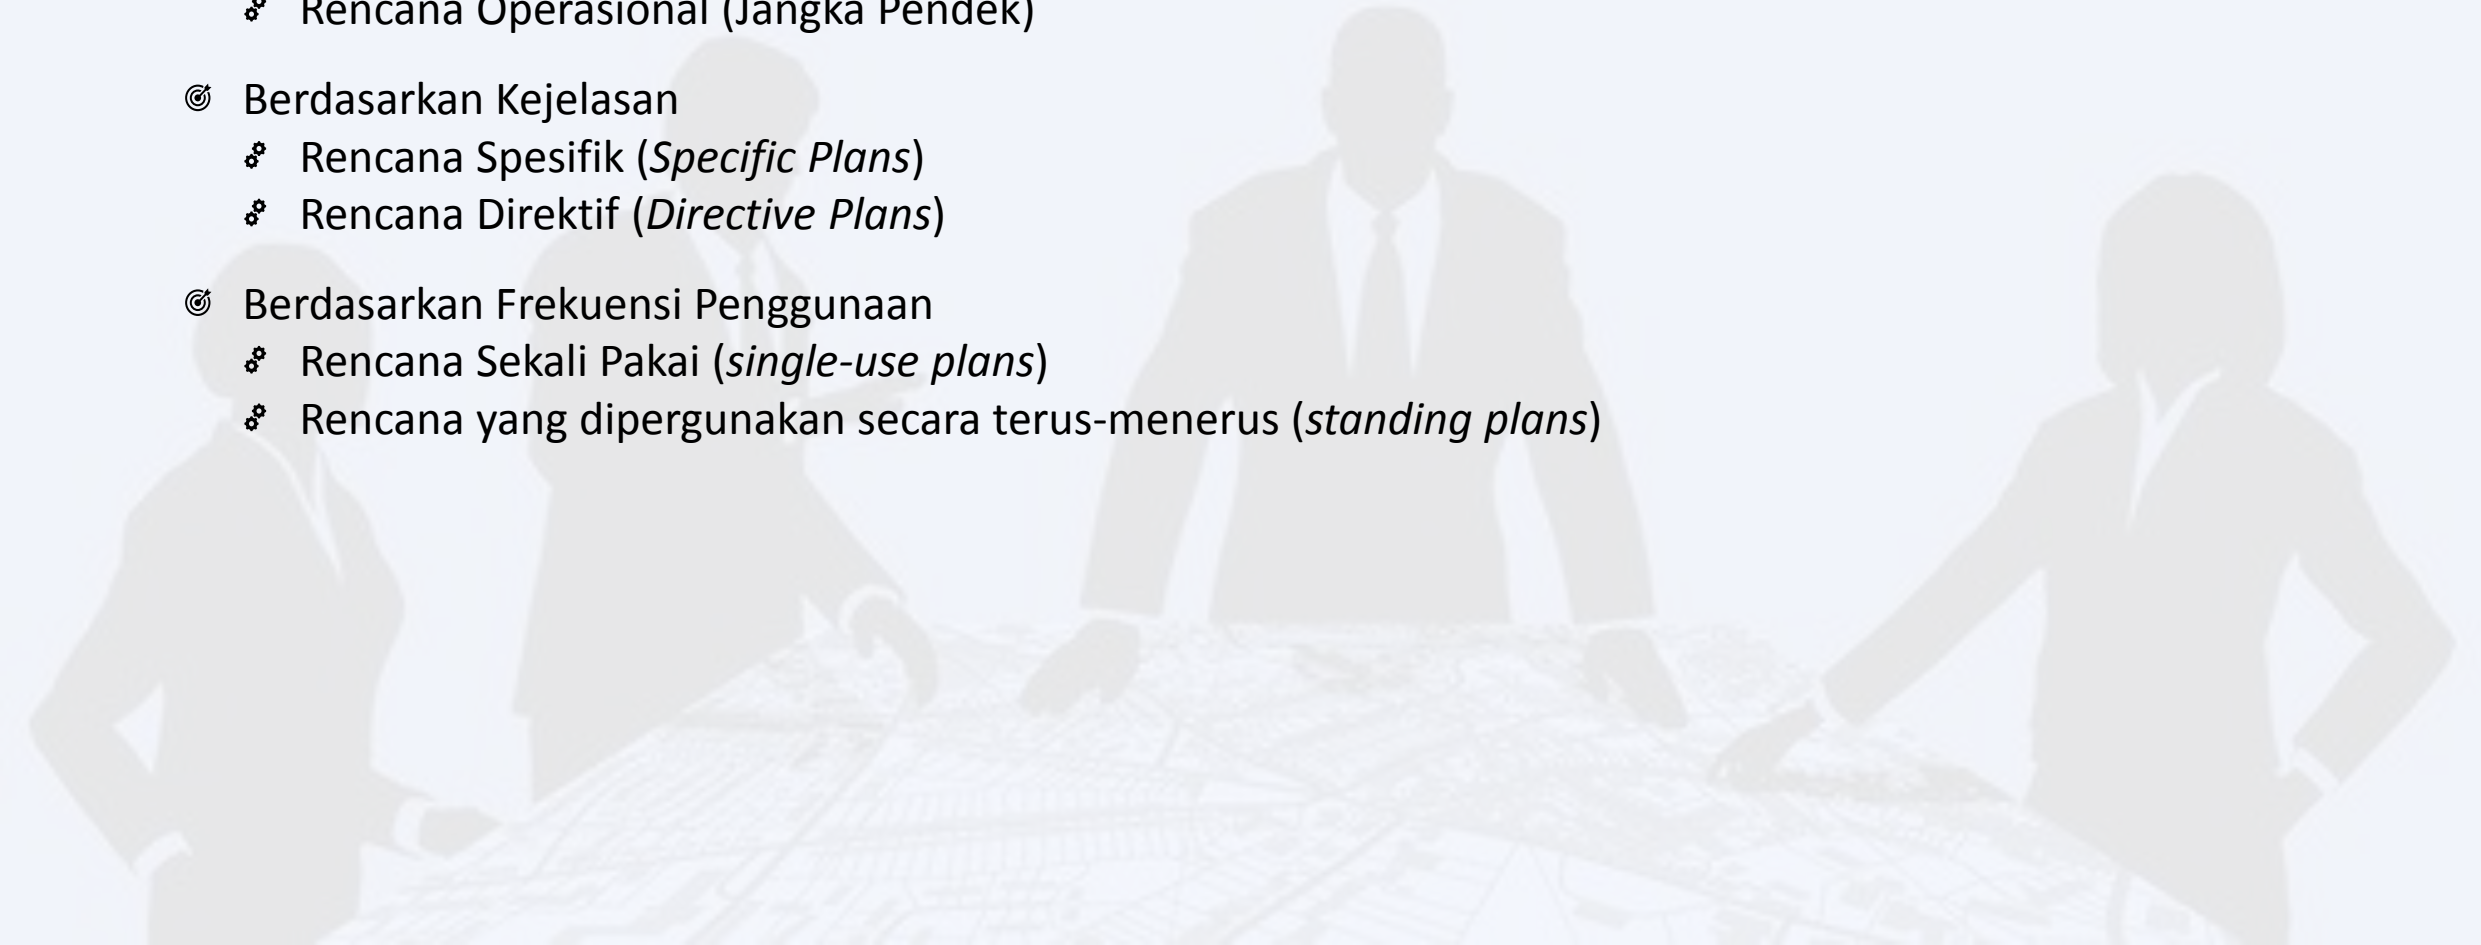 Rencana Operasional (Jangka Pendek)
Berdasarkan Kejelasan
Rencana Spesifik (Specific Plans)
Rencana Direktif (Directive Plans)
Berdasarkan Frekuensi Penggunaan
Rencana Sekali Pakai (single-use plans)
Rencana yang dipergunakan secara terus-menerus (standing plans)